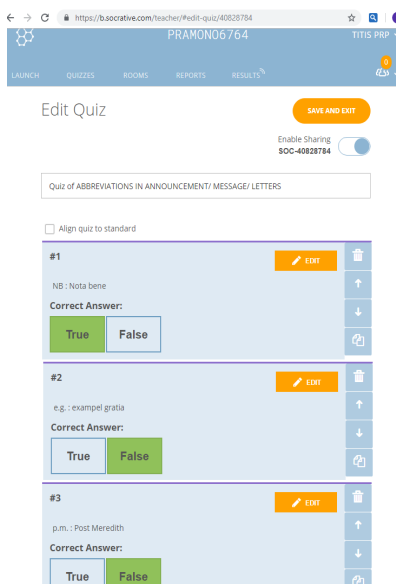 https://b.socrative.com/teacher/#edit-quiz/40828784
PRAMONO6764 TITIS PRP
LAUNCH QUIZZES ROOMS REPORTS RESULTS
0
Edit Quiz SAVE AND EXIT
Enable Sharing
SOC-40828784
Quiz of ABBREVIATIONS IN ANNOUNCEMENT/ MESSAGE/ LETTERS
Align quiz to standard
#1 EDIT
NB : Nota bene
Correct Answer:
True False
#2 EDIT
e.g. : exampel gratia
Correct Answer:
True False
#3 EDIT
p.m. : Post Meredith
Correct Answer:
True False